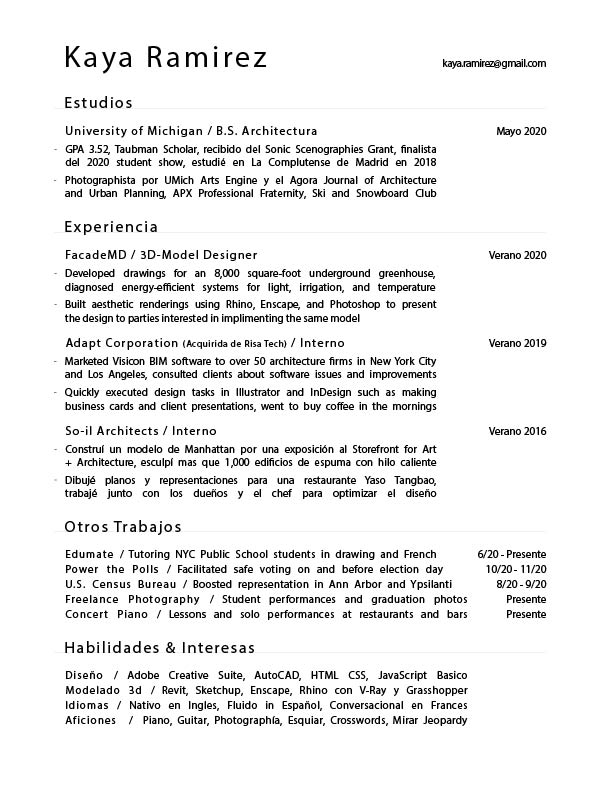 Kaya Ramirez
kaya.ramirez@gmail.com
Estudios
University of Michigan / B.S. Architectura Mayo 2020
- GPA 3.52, Taubman Scholar, recibido del Sonic Scenographies Grant, finalista
del 2020 student show, estudié en La Complutense de Madrid en 2018
- Photographista por UMich Arts Engine y el Agora Journal of Architecture
and Urban Planning, APX Professional Fraternity, Ski and Snowboard Club
Experiencia
FacadeMD / 3D-Model Designer Verano 2020
- Developed drawings for an 8,000 square-foot underground greenhouse,
diagnosed energy-efficient systems for light, irrigation, and temperature
- Built aesthetic renderings using Rhino, Enscape, and Photoshop to present
the design to parties interested in implimenting the same model
Adapt Corporation (Acquirida de Risa Tech) / Interno Verano 2019
- Marketed Visicon BIM software to over 50 architecture firms in New York City
and Los Angeles, consulted clients about software issues and improvements
- Quickly executed design tasks in Illustrator and InDesign such as making
business cards and client presentations, went to buy coffee in the mornings
So-il Architects / Interno Verano 2016
- Construí un modelo de Manhattan por una exposición al Storefront for Art
+ Architecture, esculpí mas que 1,000 edificios de espuma con hilo caliente
- Dibujé planos y representaciones para una restaurante Yaso Tangbao,
trabajé junto con los dueños y el chef para optimizar el diseño
Otros Trabajos
Edumate / Tutoring NYC Public School students in drawing and French 6/20 - Presente
Power the Polls / Facilitated safe voting on and before election day 10/20 - 11/20
U.S. Census Bureau / Boosted representation in Ann Arbor and Ypsilanti 8/20 - 9/20
Freelance Photography / Student performances and graduation photos Presente
Concert Piano / Lessons and solo performances at restaurants and bars Presente
Habilidades & Interesas
Diseño / Adobe Creative Suite, AutoCAD, HTML CSS, JavaScript Basico
Modelado 3d / Revit, Sketchup, Enscape, Rhino con V-Ray y Grasshopper
Idiomas / Nativo en Ingles, Fluido in Español, Conversacional en Frances
Aficiones / Piano, Guitar, Photographía, Esquiar, Crosswords, Mirar Jeopardy